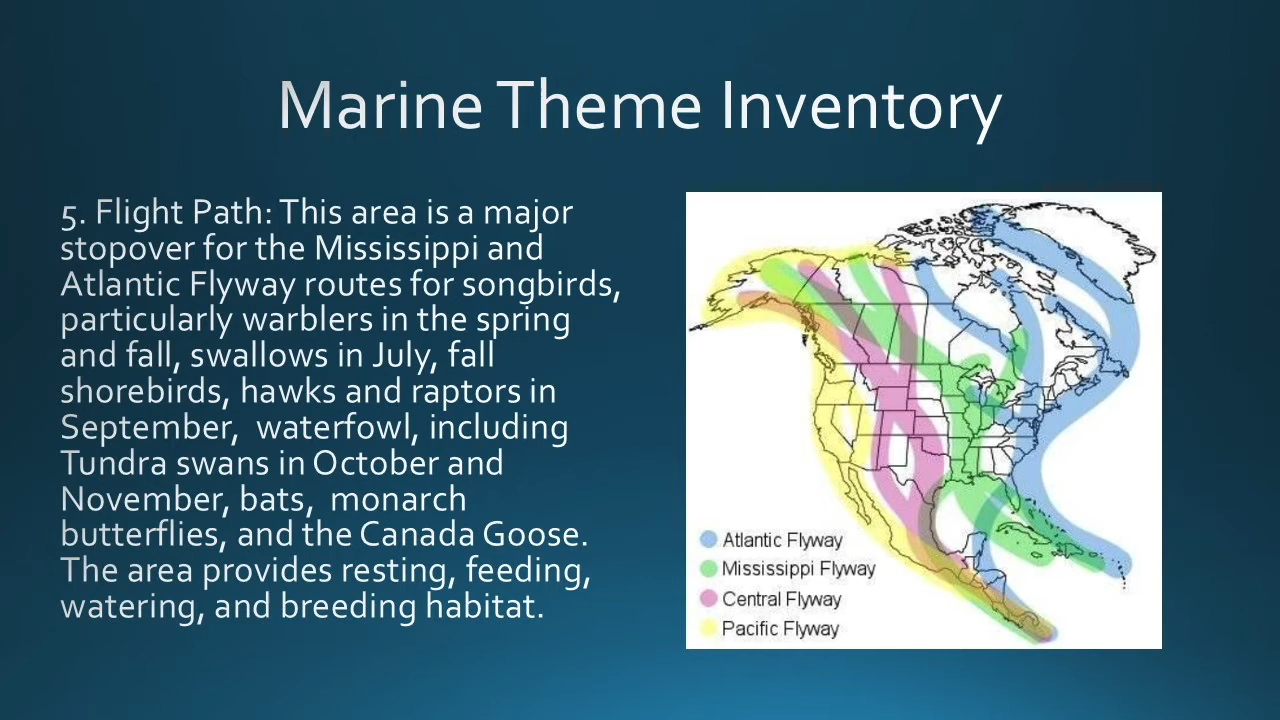 Marine Theme Inventory
5. Flight Path: This area is a major
stopover for the Mississippi and
Atlantic Flyway routes for songbirds,
particularly warblers in the spring
and fall, swallows in July, fall
shorebirds, hawks and raptors in
September,  waterfowl, including
Tundra swans in October and
November, bats,  monarch
butterflies, and the Canada Goose.
The area provides resting, feeding,
watering, and breeding habitat.
Atlantic Flyway
Mississippi Flyway
Central Flyway
Pacific Flyway